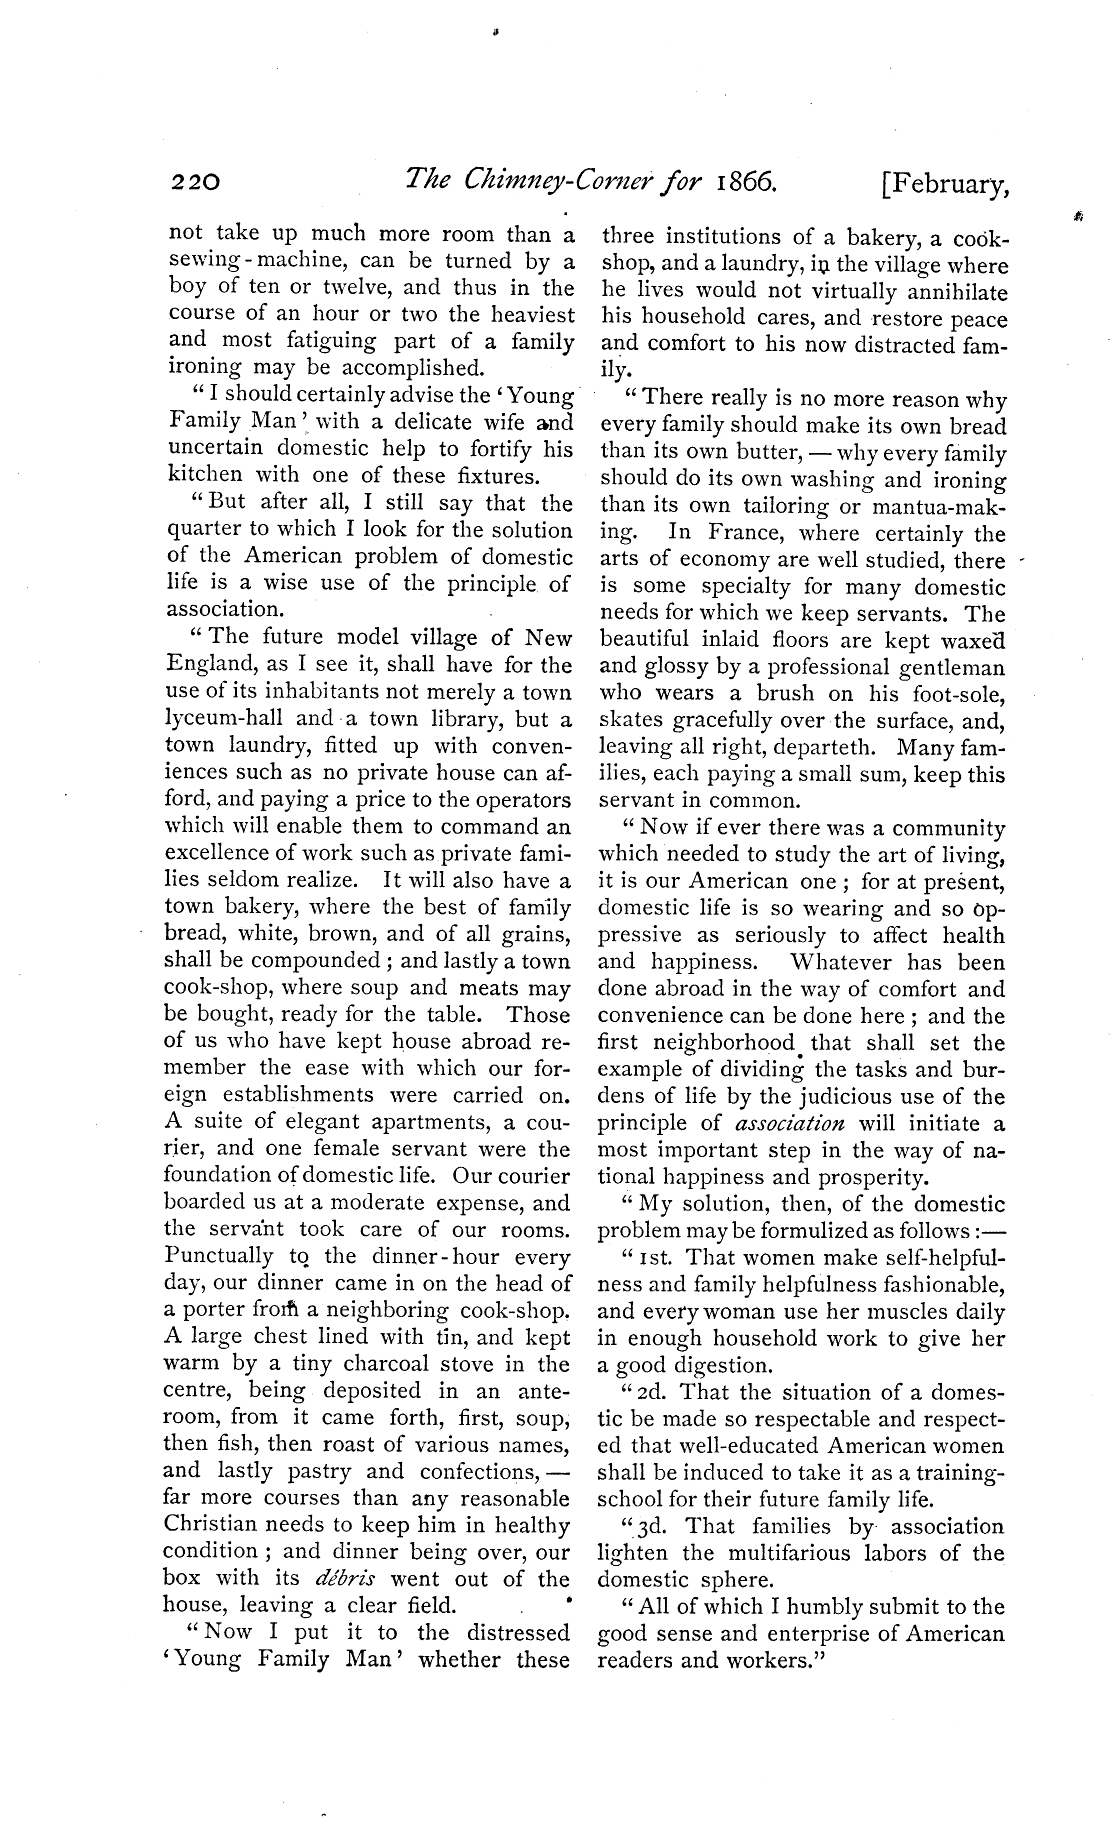 220 The Chimney-Corner for 1866. [February,
not take up much more room than a
sewing-machine, can be turned by a
boy of ten or twelve, and thus in the
course of an hour or two the heaviest
and most fatiguing part of a family
ironing may be accomplished.
“I should certainly advise the ‘Young
Family Man’ with a delicate wife and
uncertain domestic help to fortify his
kitchen with one of these fixtures.
“But after all, I still say that the
quarter to which I look for the solution
of the American problem of domestic
life is a wise use of the principle of
association.
“The future model village of New
England, as I see it, shall have for the
use of its inhabitants not merely a town
lyceum-hall and a town library, but a
town laundry, fitted up with conven-
iences such as no private house can af-
ford, and paying a price to the operators
which will enable them to command an
excellence of work such as private fami-
lies seldom realize. It will also have a
town bakery, where the best of family
bread, white, brown, and of all grains,
shall be compounded; and lastly a town
cook-shop, where soup and meats may
be bought, ready for the table. Those
of us who have kept house abroad re-
member the ease with which our for-
eign establishments were carried on.
A suite of elegant apartments, a cou-
rier, and one female servant were the
foundation of domestic life. Our courier
boarded us at a moderate expense, and
the servant took care of our rooms.
Punctually to the dinner-hour every
day, our dinner came in on the head of
a porter from a neighboring cook-shop.
A large chest lined with tin, and kept
warm by a tiny charcoal stove in the
centre, being deposited in an ante-
room, from it came forth, first, soup,
then fish, then roast of various names,
and lastly pastry and confections, —
far more courses than any reasonable
Christian needs to keep him in healthy
condition; and dinner being over, our
box with its débris went out of the
house, leaving a clear field.
“Now I put it to the distressed
‘Young Family Man’ whether these
three institutions of a bakery, a cook-
shop, and a laundry, in the village where
he lives would not virtually annihilate
his household cares, and restore peace
and comfort to his now distracted fam-
ily.
“There really is no more reason why
every family should make its own bread
than its own butter, — why every family
should do its own washing and ironing
than its own tailoring or mantua-mak-
ing. In France, where certainly the
arts of economy are well studied, there
is some specialty for many domestic
needs for which we keep servants. The
beautiful inlaid floors are kept waxed
and glossy by a professional gentleman
who wears a brush on his foot-sole,
skates gracefully over the surface, and,
leaving all right, departeth. Many fam-
ilies, each paying a small sum, keep this
servant in common.
“Now if ever there was a community
which needed to study the art of living,
it is our American one; for at present,
domestic life is so wearing and so op-
pressive as seriously to affect health
and happiness. Whatever has been
done abroad in the way of comfort and
convenience can be done here; and the
first neighborhood that shall set the
example of dividing the tasks and bur-
dens of life by the judicious use of the
principle of association will initiate a
most important step in the way of na-
tional happiness and prosperity.
“My solution, then, of the domestic
problem may be formulized as follows:—
“1st. That women make self-helpful-
ness and family helpfulness fashionable,
and every woman use her muscles daily
in enough household work to give her
a good digestion.
“2d. That the situation of a domes-
tic be made so respectable and respect-
ed that well-educated American women
shall be induced to take it as a training-
school for their future family life.
“3d. That families by association
lighten the multifarious labors of the
domestic sphere.
“All of which I humbly submit to the
good sense and enterprise of American
readers and workers.”